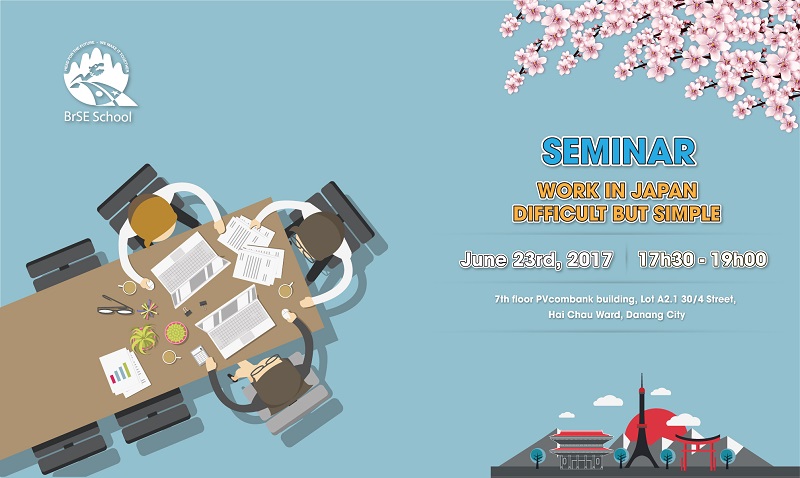 BrSE School
SEMINAR
WORK IN JAPAN
DIFFICULT BUT SIMPLE
June 23rd, 2017
17h30 - 19h00
7th floor PVcombank building, Lot A2.1 30/4 Street,
Hai Chau Ward, Danang City